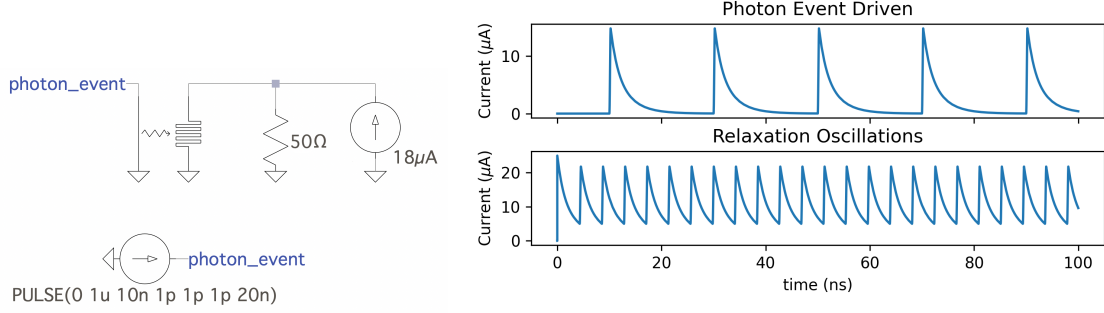 photon_event
50Ω
18μA
photon_event
PULSE(0 1u 10n 1p 1p 1p 20n)
Photon Event Driven
Current (μA)
10
0
Relaxation Oscillations
Current (μA)
20
10
0
0 20 40 60 80 100
time (ns)